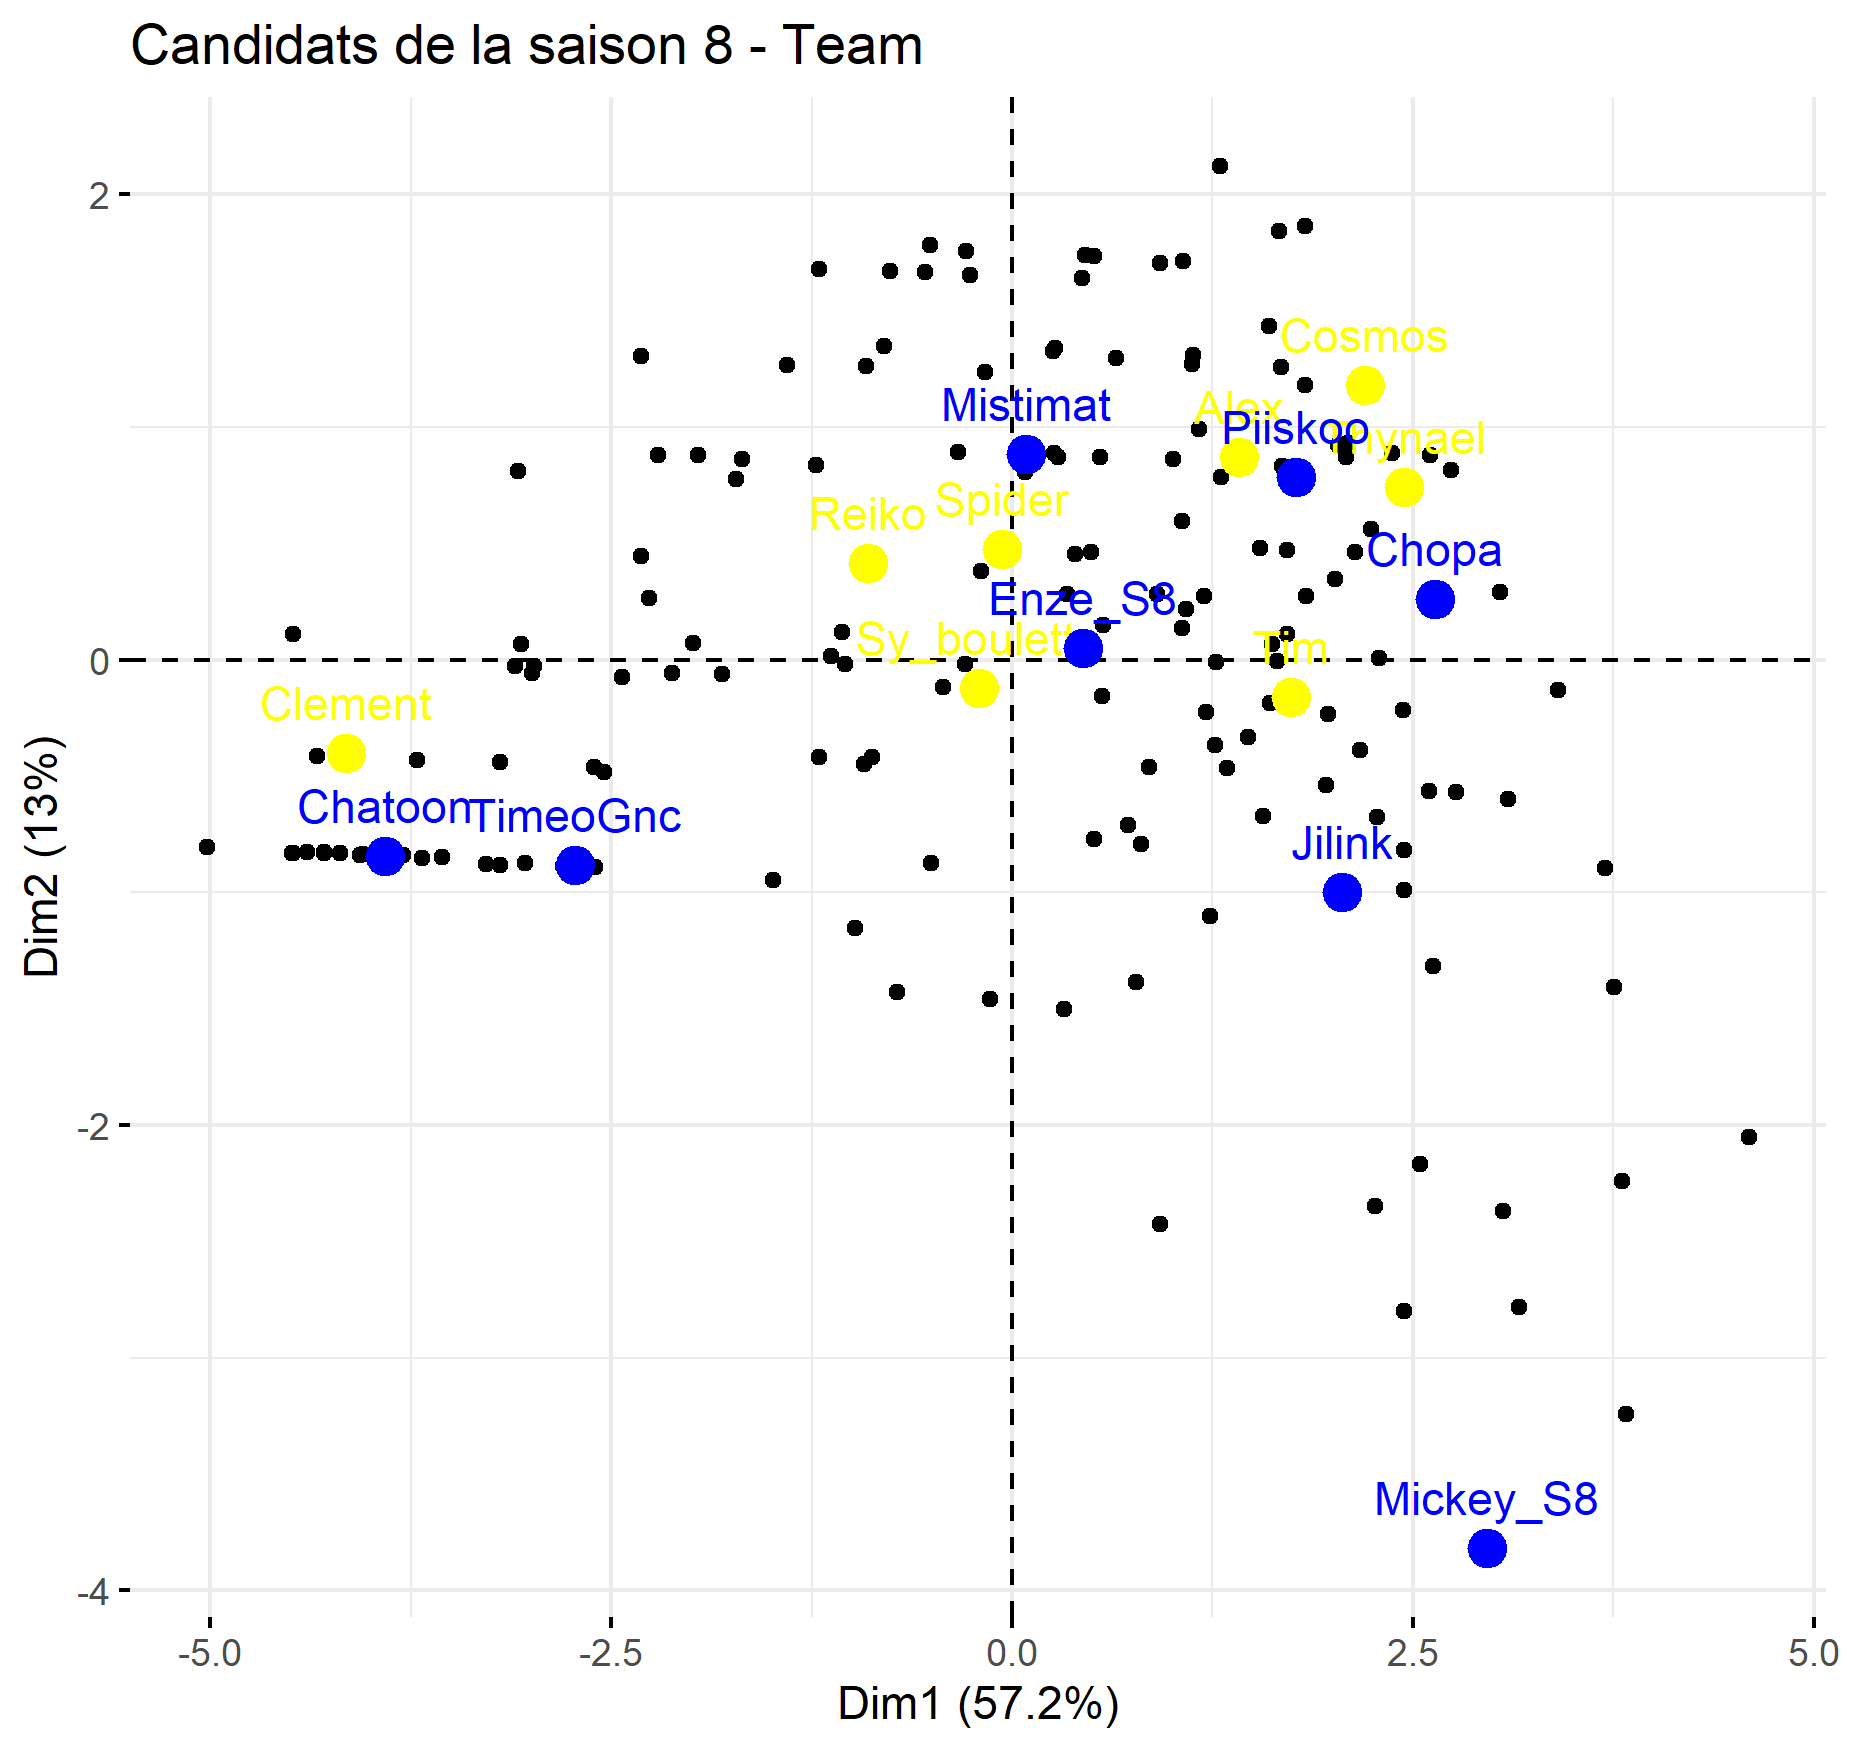 Candidats de la saison 8 - Team
2
0
-2
-4
Dim2 (13%)
Cosmos
Alex
Mistimat
Piiskoo
Reiko
Spider
Chopa
Enze_S8
Tim
Clement
Chatoon
TimeoGnc
Jilink
Mickey_S8
-5.0
-2.5
0.0
2.5
5.0
Dim1 (57.2%)